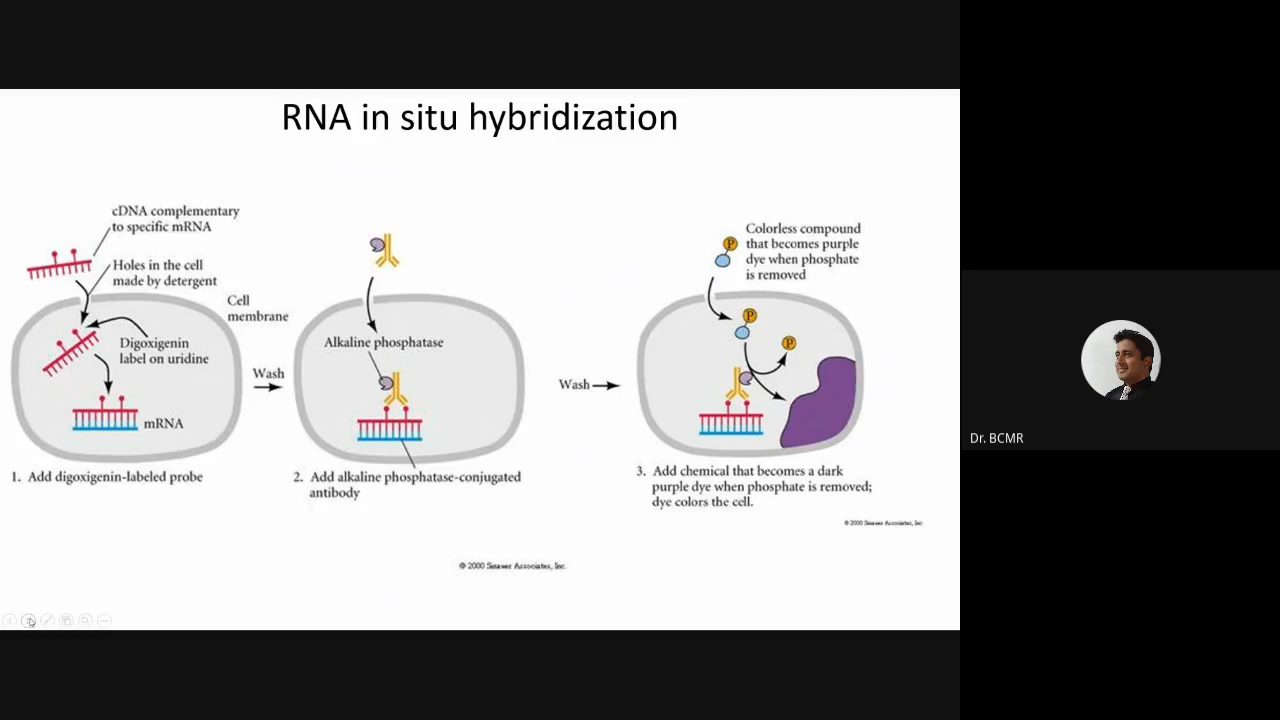 RNA in situ hybridization
cDNA complementary
to specific mRNA
Holes in the cell
made by detergent
Cell
membrane
Digoxigenin
label on uridine
mRNA
1. Add digoxigenin-labeled probe
Wash
Alkaline phosphatase
2. Add alkaline phosphatase-conjugated
antibody
Wash
Colorless compound
that becomes purple
dye when phosphate
is removed
P
P
P
3. Add chemical that becomes a dark
purple dye when phosphate is removed;
dye colors the cell.
© 2000 Sinauer Associates, Inc.
© 2000 Sinauer Associates, Inc.
Dr. BCMR